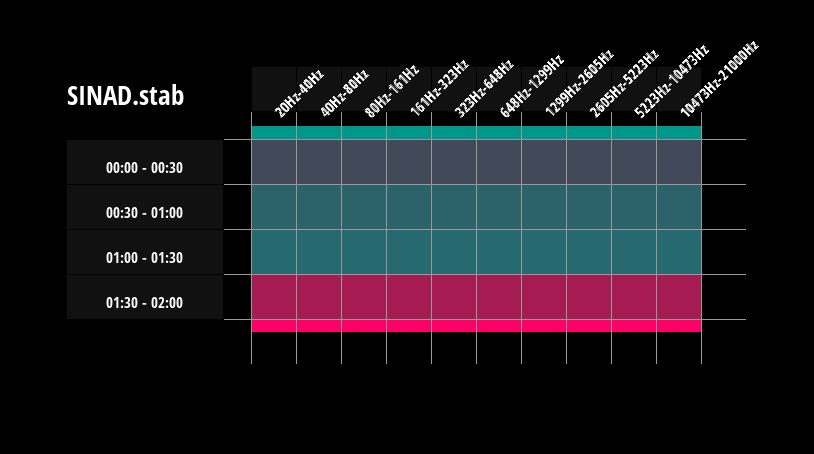 SINAD.stab
20Hz-40Hz
40Hz-80Hz
80Hz-161Hz
161Hz-323Hz
323Hz-648Hz
648Hz-1299Hz
1299Hz-2605Hz
2605Hz-5223Hz
5223Hz-10473Hz
10473Hz-21000Hz
00:00 - 00:30
00:30 - 01:00
01:00 - 01:30
01:30 - 02:00